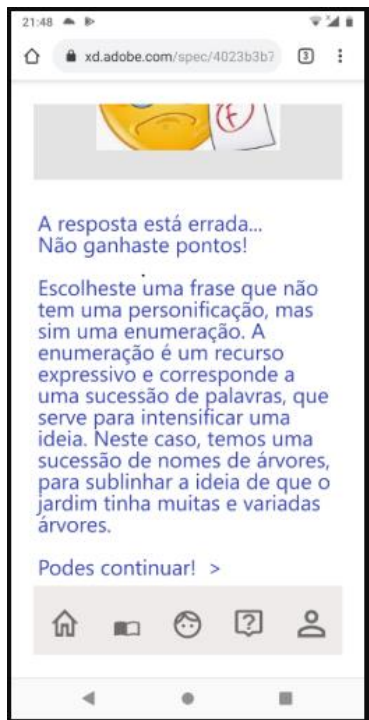 21:48
xd.adobe.com/spec/4023b3b7
3
F
A resposta está errada...
Não ganhaste pontos!
Escolheste uma frase que não
tem uma personificação, mas
sim uma enumeração. A
enumeração é um recurso
expressivo e corresponde a
uma sucessão de palavras, que
serve para intensificar uma
ideia. Neste caso, temos uma
sucessão de nomes de árvores,
para sublinhar a ideia de que o
jardim tinha muitas e variadas
árvores.
Podes continuar! >
?